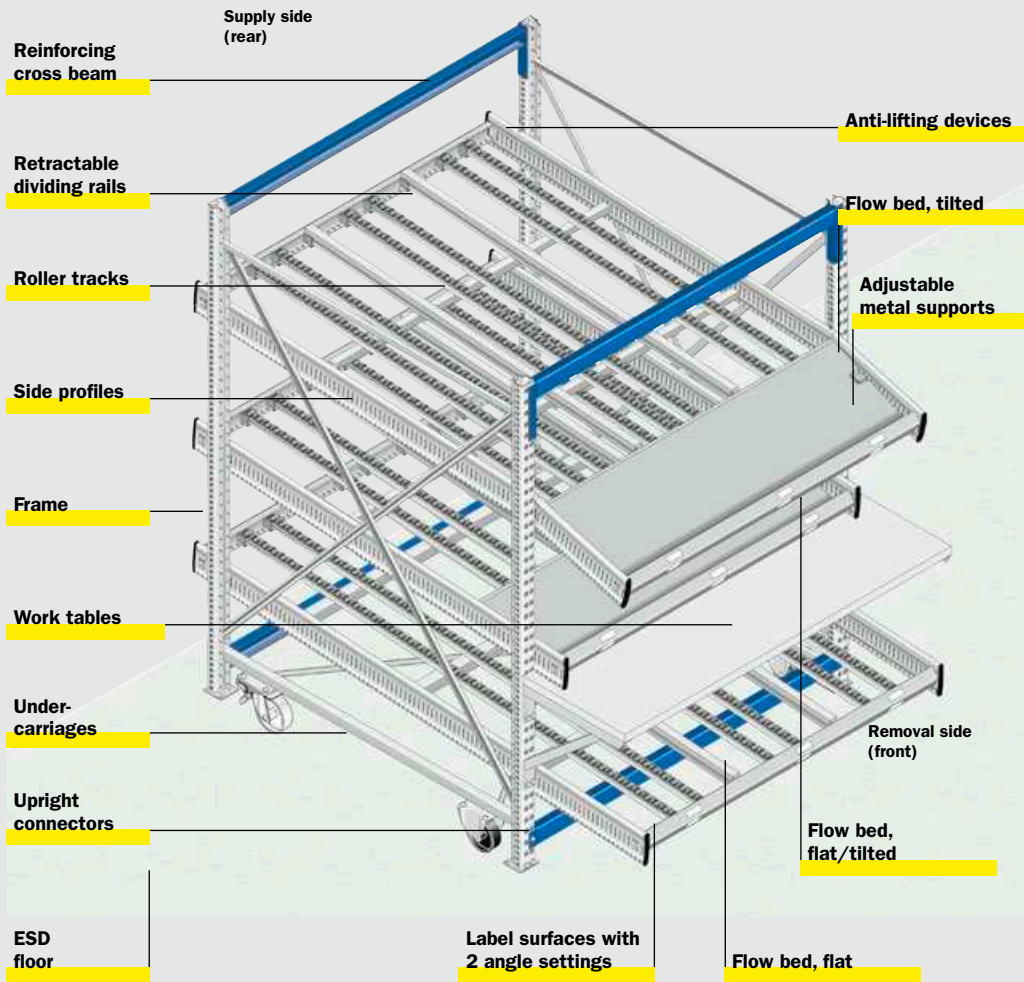 Supply side
(rear)
Reinforcing
cross beam
Anti-lifting devices
Retractable
dividing rails
Flow bed, tilted
Roller tracks
Adjustable
metal supports
Side profiles
Frame
Work tables
Under-
carriages
Removal side
(front)
Upright
connectors
Flow bed,
flat/tilted
ESD
floor
Label surfaces with
2 angle settings
Flow bed, flat